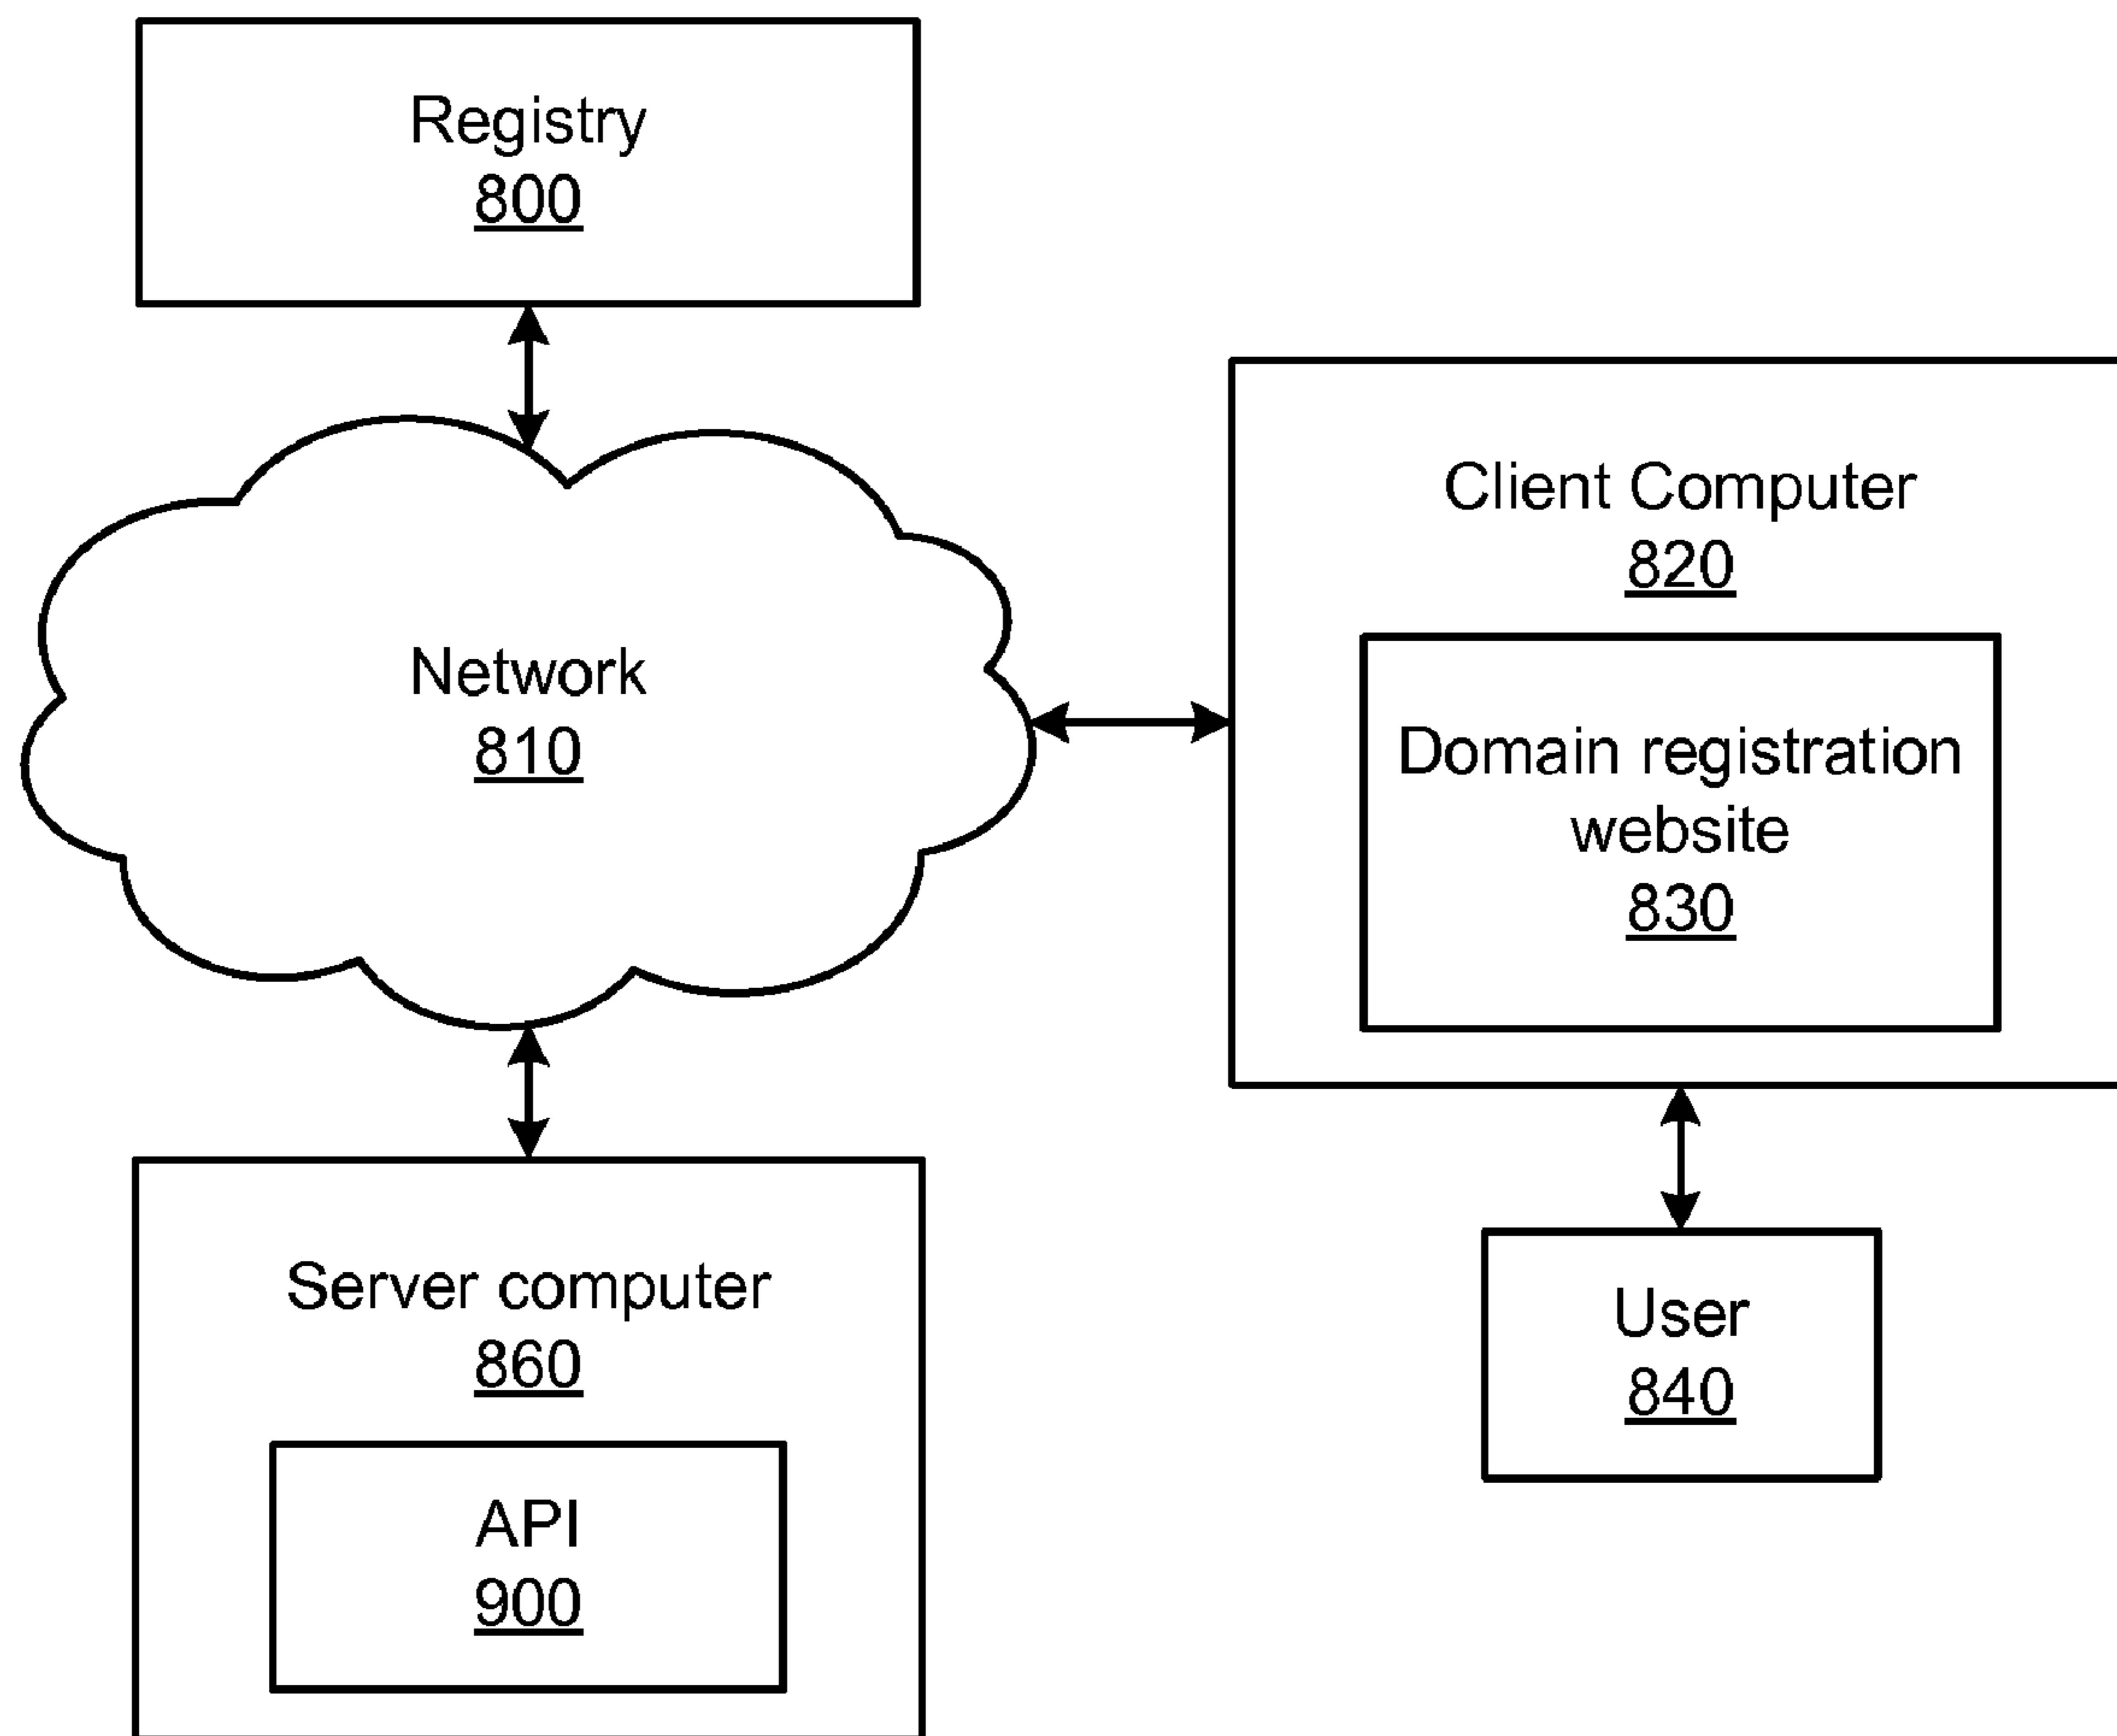 Registry
800
Network
810
Client Computer
820
Domain registration
website
830
Server computer
860
API
900
User
840